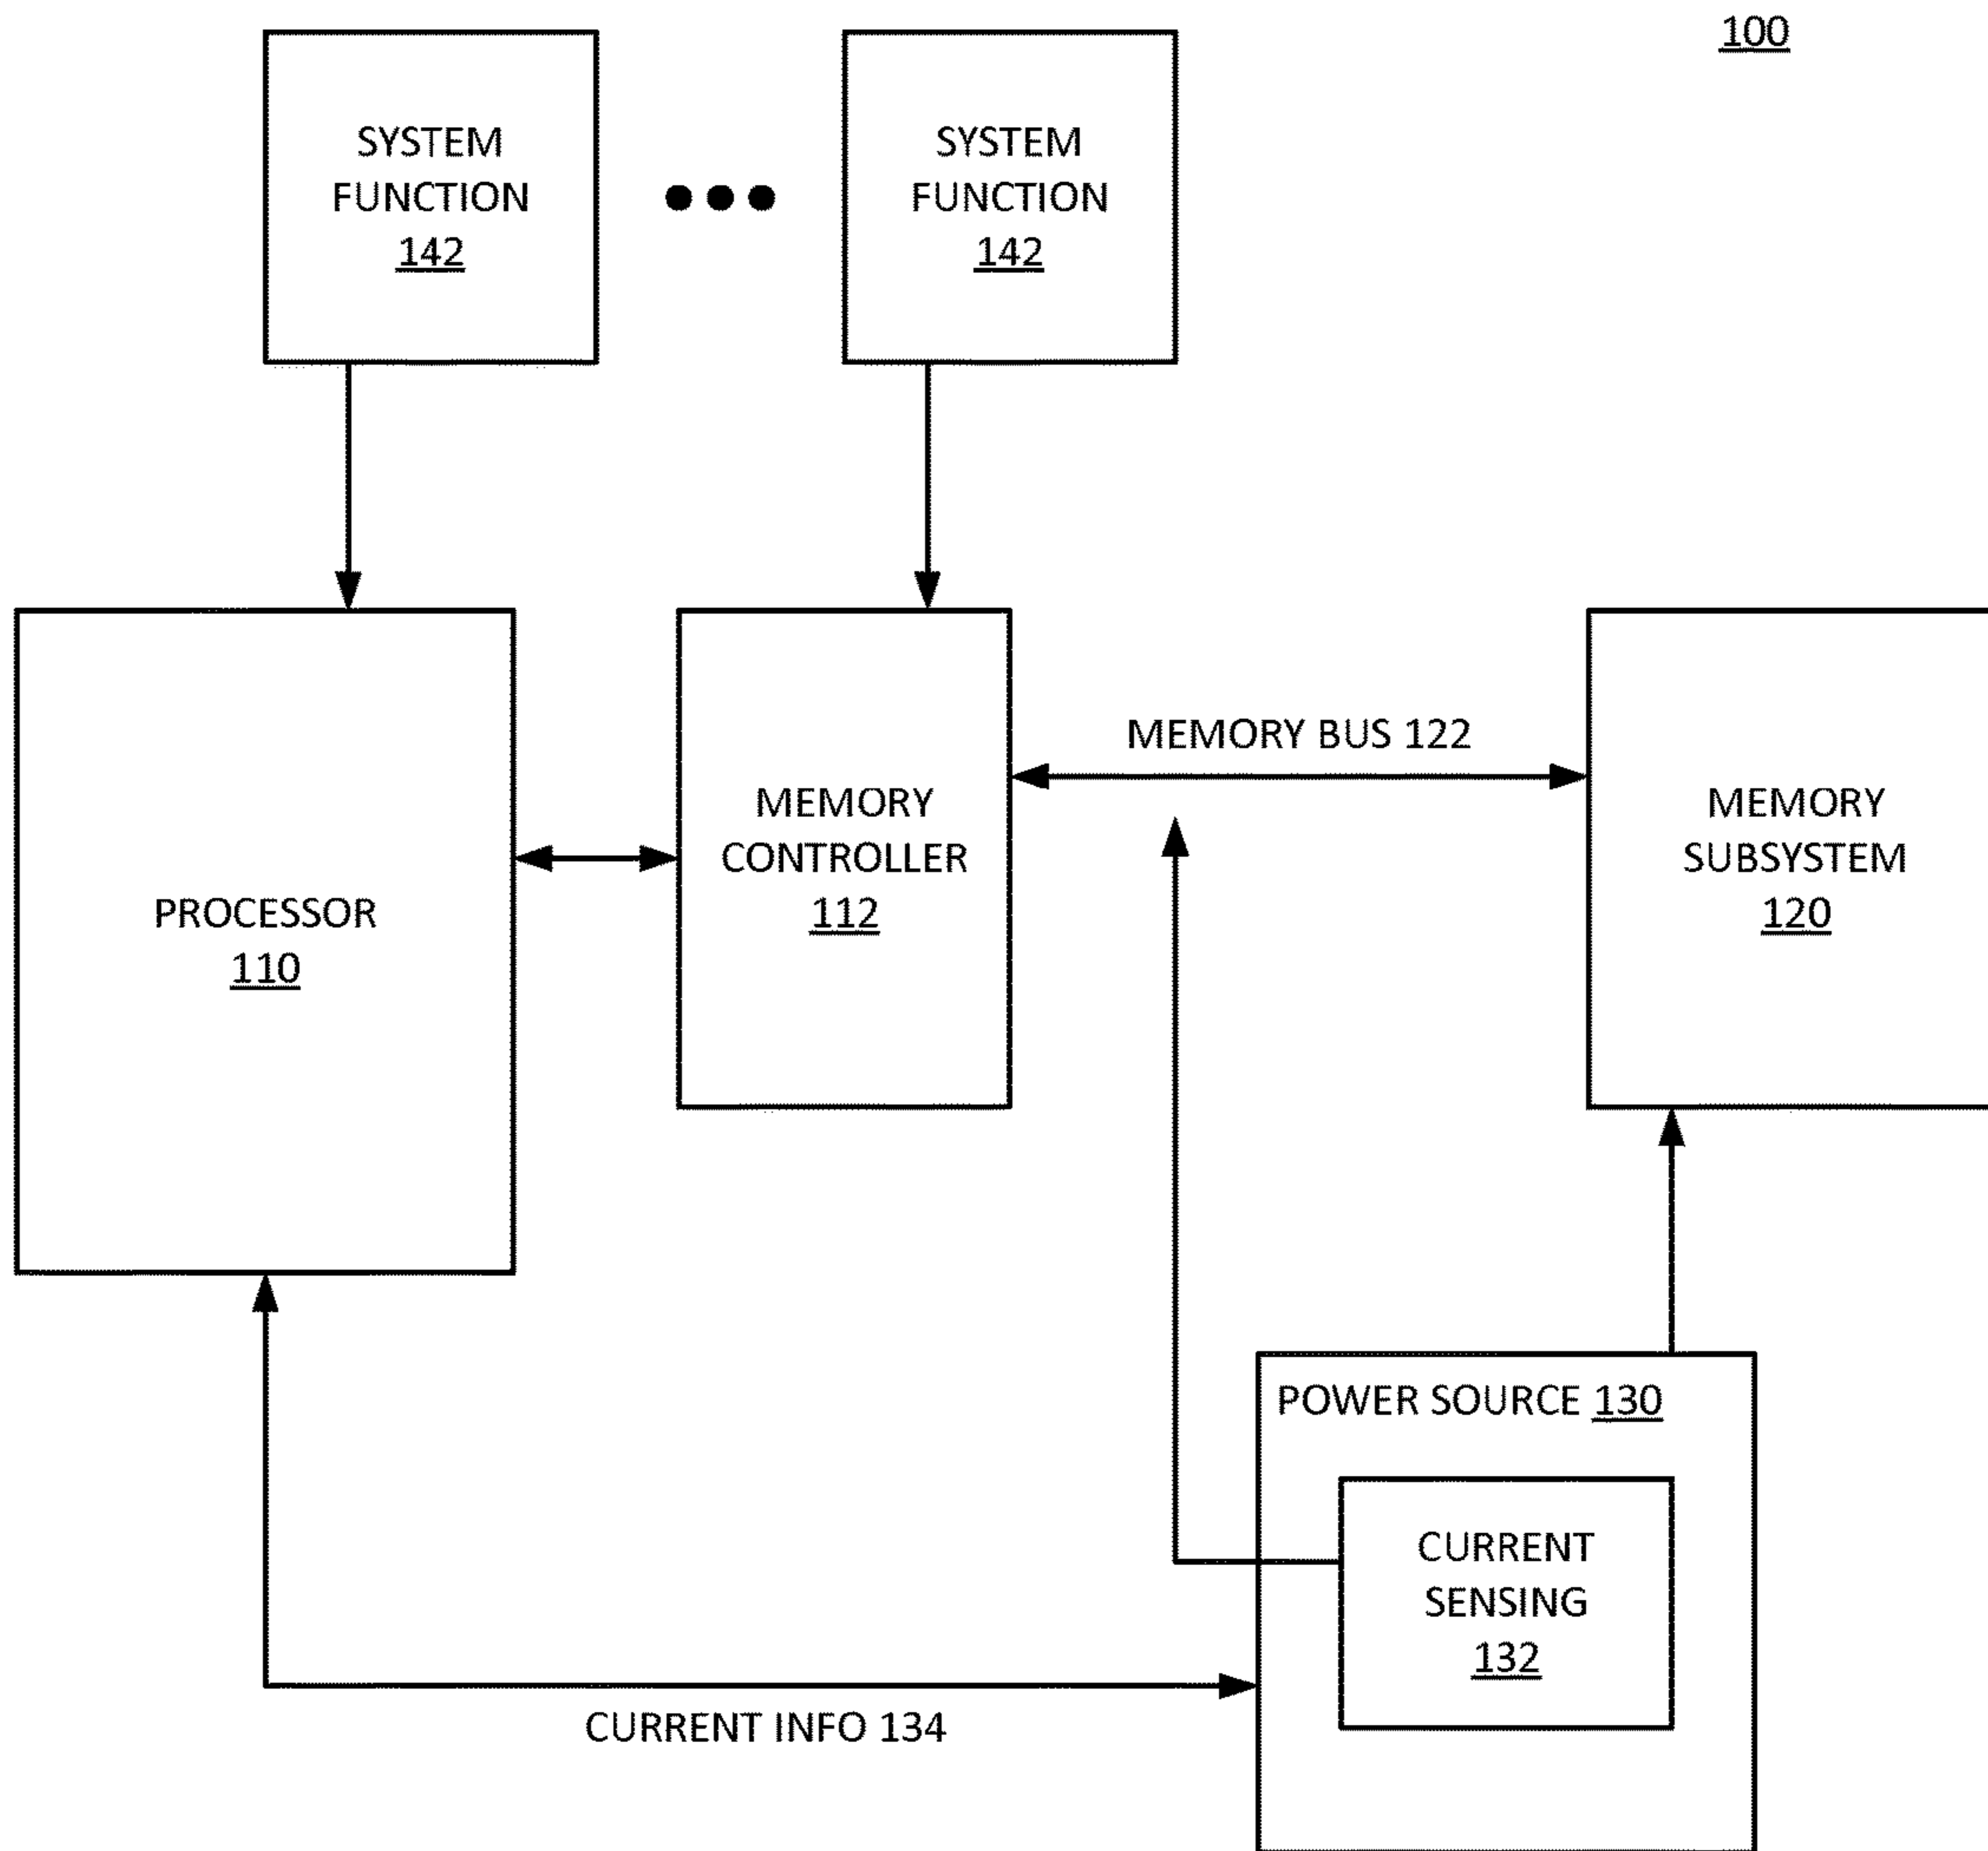 100
SYSTEM
FUNCTION
142
SYSTEM
FUNCTION
142
MEMORY BUS 122
PROCESSOR
110
MEMORY
CONTROLLER
112
MEMORY
SUBSYSTEM
120
POWER SOURCE 130
CURRENT
SENSING
132
CURRENT INFO 134